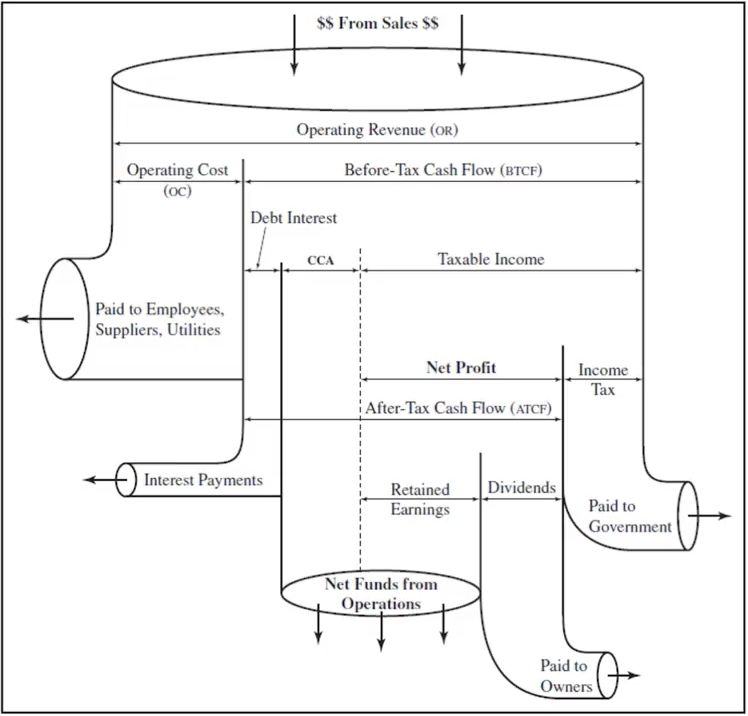 $$ From Sales $$
Operating Revenue (OR)
Operating Cost
(OC)
Before-Tax Cash Flow (BTCF)
Debt Interest
CCA
Taxable Income
Paid to Employees,
Suppliers, Utilities
Net Profit
Income
Tax
After-Tax Cash Flow (ATCF)
Interest Payments
Retained
Earnings
Dividends
Paid to
Government
Net Funds from
Operations
Paid to
Owners